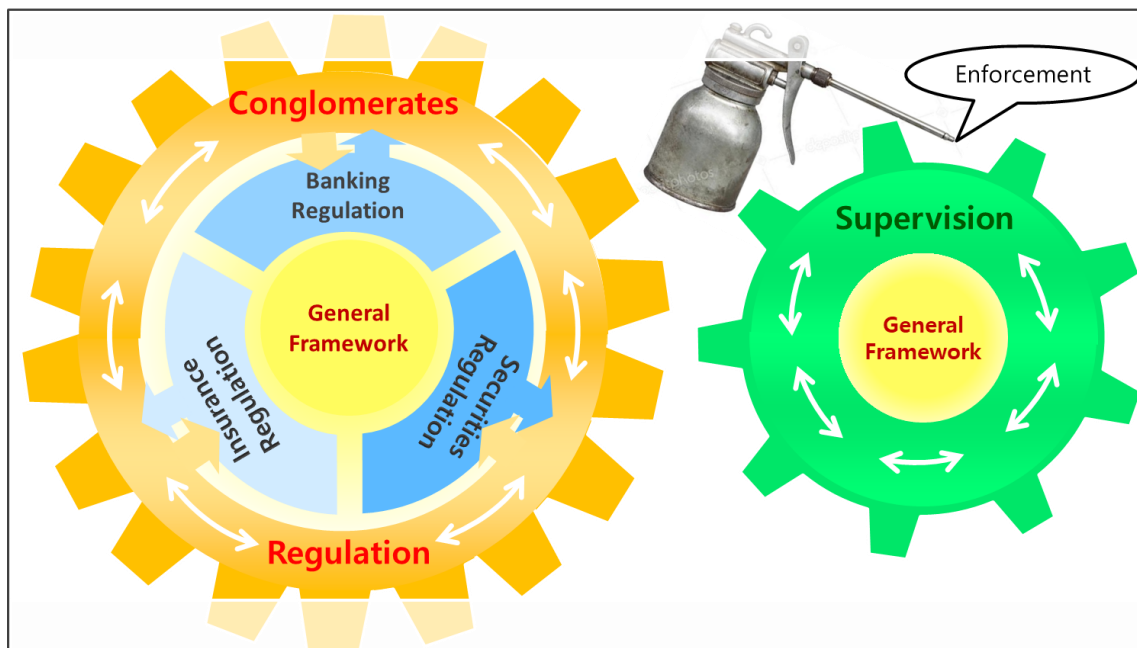 Conglomerates
Banking
Regulation
General
Framework
Insurance
Regulation
Securities
Regulation
Regulation
Enforcement
Supervision
General
Framework